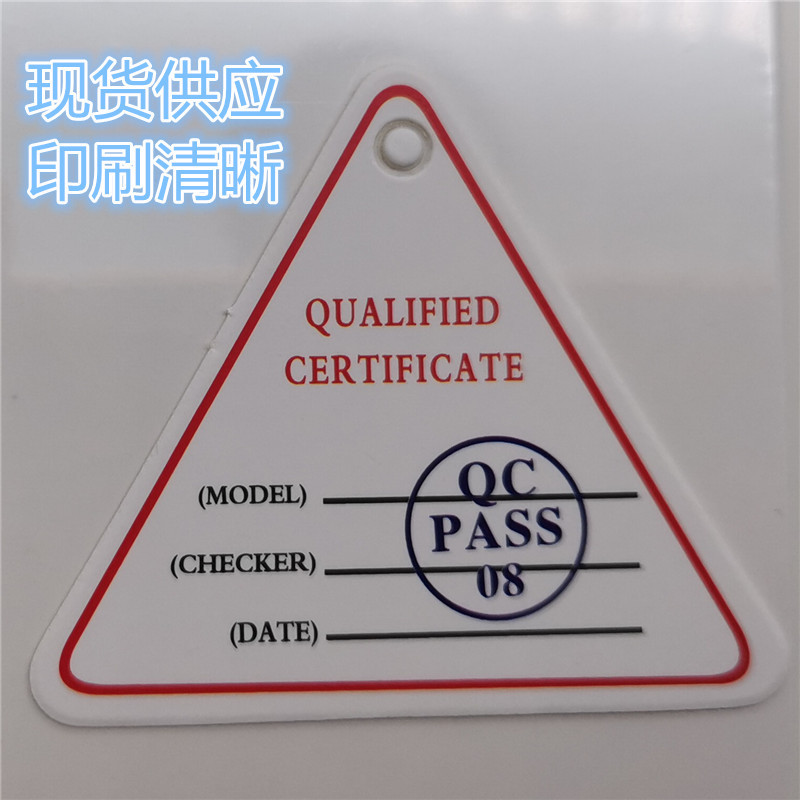 现货供应
印刷清晰
QUALIFIED
CERTIFICATE
(MODEL)
(CHECKER)
(DATE)
QC
PASS
08